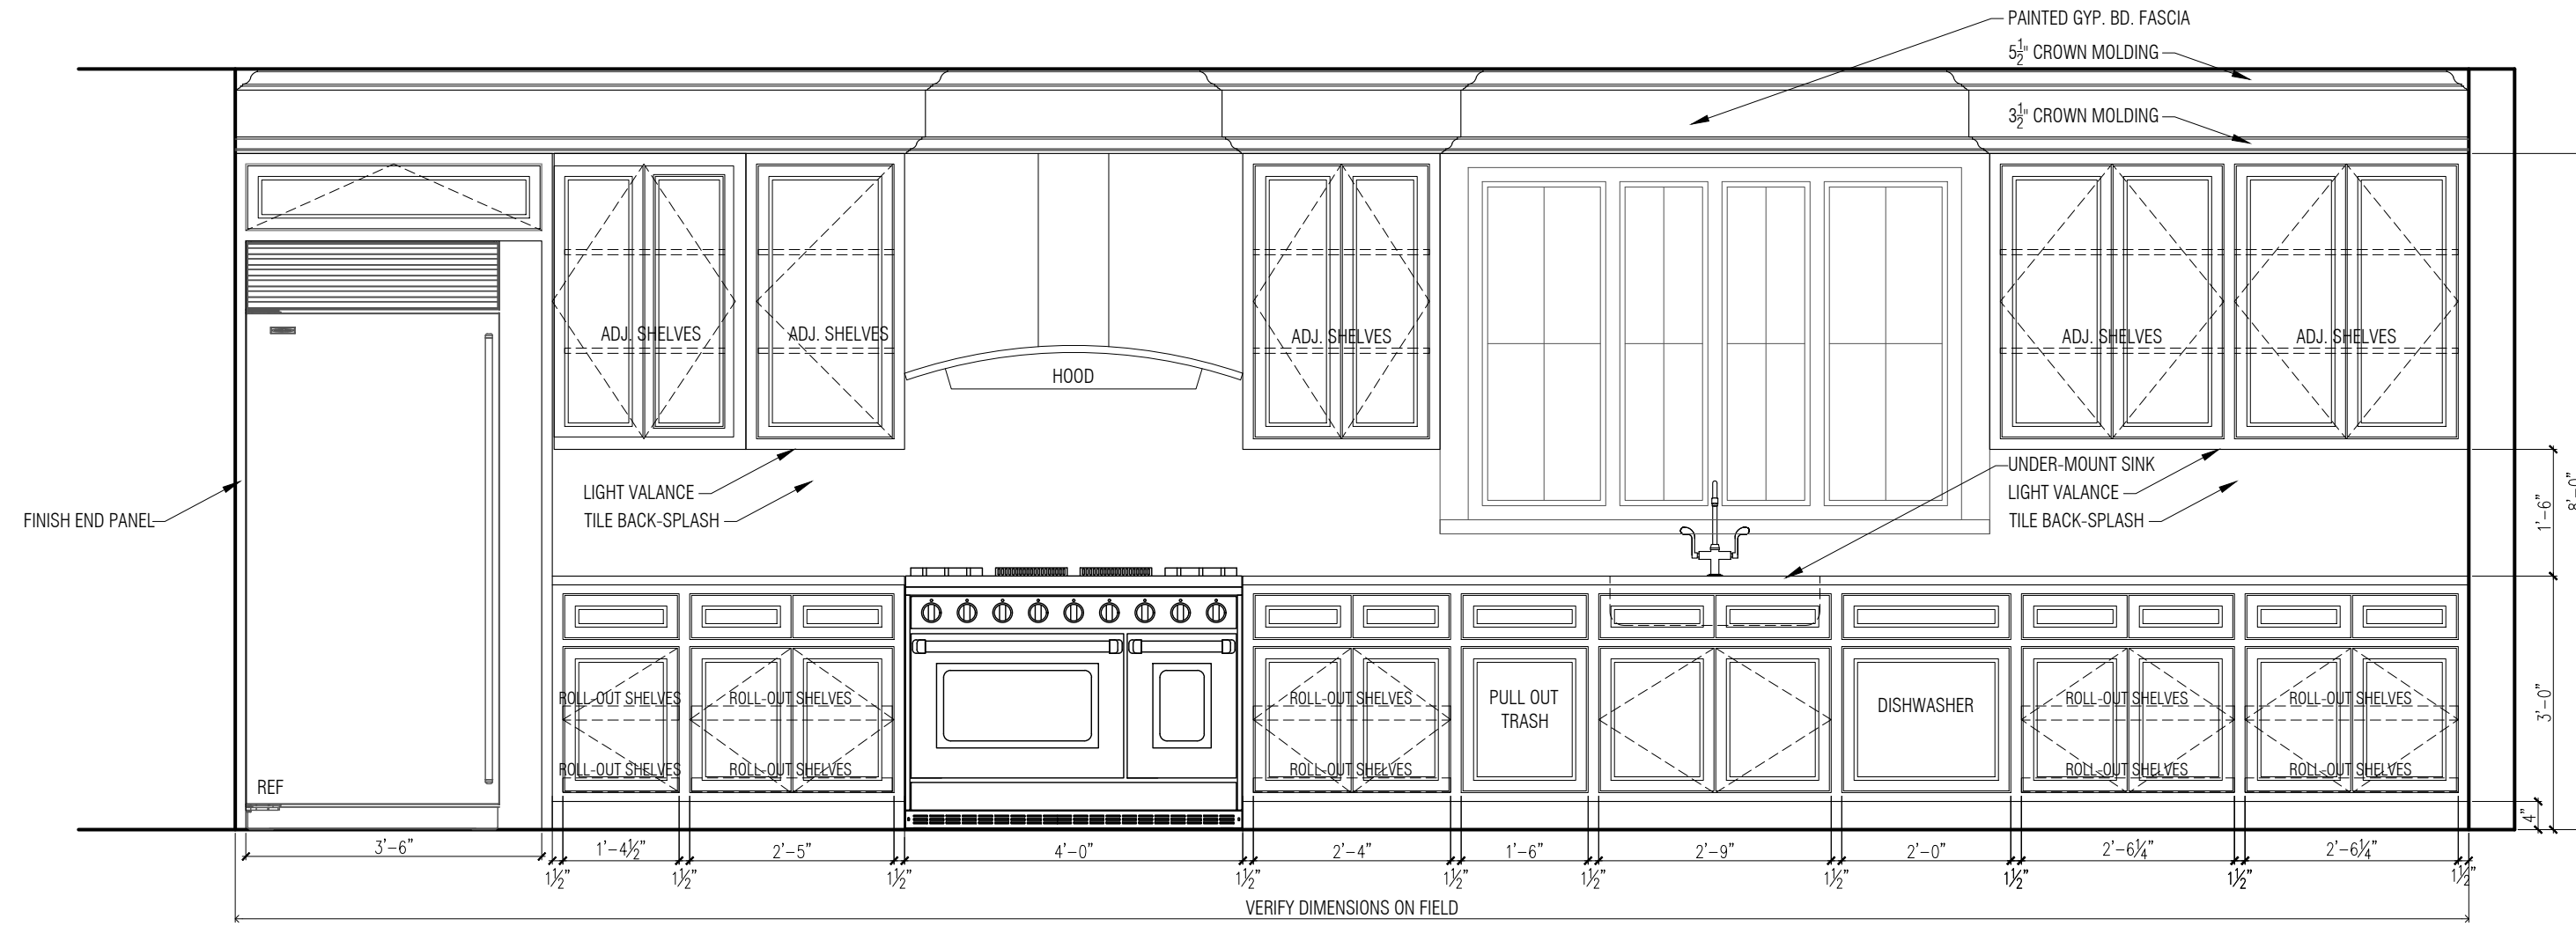 PAINTED GYP. BD. FASCIA
5½" CROWN MOLDING
3½" CROWN MOLDING
ADJ. SHELVES
ADJ. SHELVES
ADJ. SHELVES
ADJ. SHELVES
ADJ. SHELVES
HOOD
UNDER-MOUNT SINK
LIGHT VALANCE
LIGHT VALANCE
TILE BACK-SPLASH
TILE BACK-SPLASH
FINISH END PANEL
1'-6"
8'-0"
ROLL-OUT SHELVES
ROLL-OUT SHELVES
ROLL-OUT SHELVES
PULL OUT
TRASH
DISHWASHER
ROLL-OUT SHELVES
ROLL-OUT SHELVES
3'-0"
ROLL-OUT SHELVES
ROLL-OUT SHELVES
ROLL-OUT SHELVES
ROLL-OUT SHELVES
ROLL-OUT SHELVES
REF
4"
3'-6"
1'-4½"
2'-5"
4'-0"
2'-4"
1'-6"
2'-9"
2'-0"
2'-6¼"
2'-6¼"
1½"
1½"
1½"
1½"
1½"
1½"
1½"
1½"
1½"
1½"
VERIFY DIMENSIONS ON FIELD